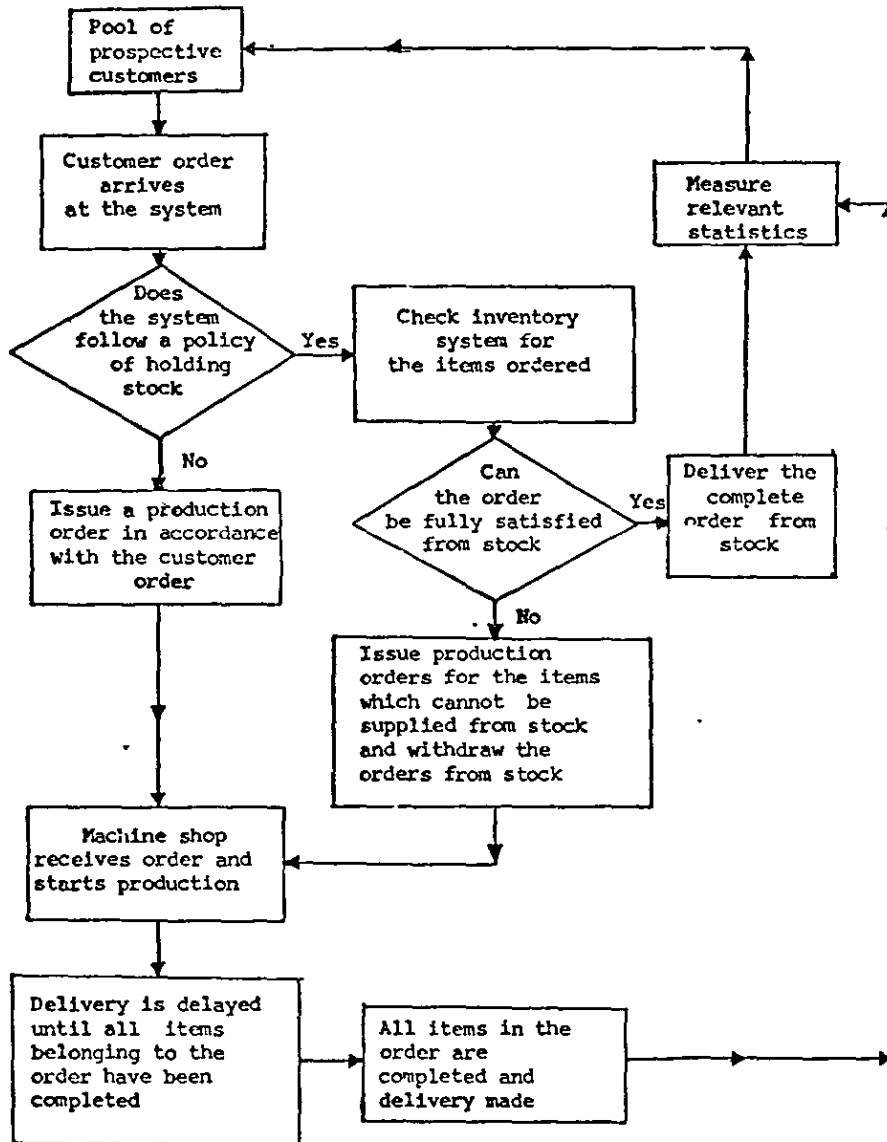 Pool of
prospective
customers
Customer order
arrives
at the system
Measure
relevant
statistics
Does
the system
follow a policy
of holding
stock
Yes
Check inventory
system for
the items ordered
No
Can
the order
be fully satisfied
from stock
Yes
Deliver the
complete
order from
stock
Issue a production
order in accordance
with the customer
order
No
Issue production
orders for the items
which cannot be
supplied from stock
and withdraw the
orders from stock
Machine shop
receives order and
starts production
Delivery is delayed
until all items
belonging to the
order have been
completed
All items in the
order are
completed and
delivery made